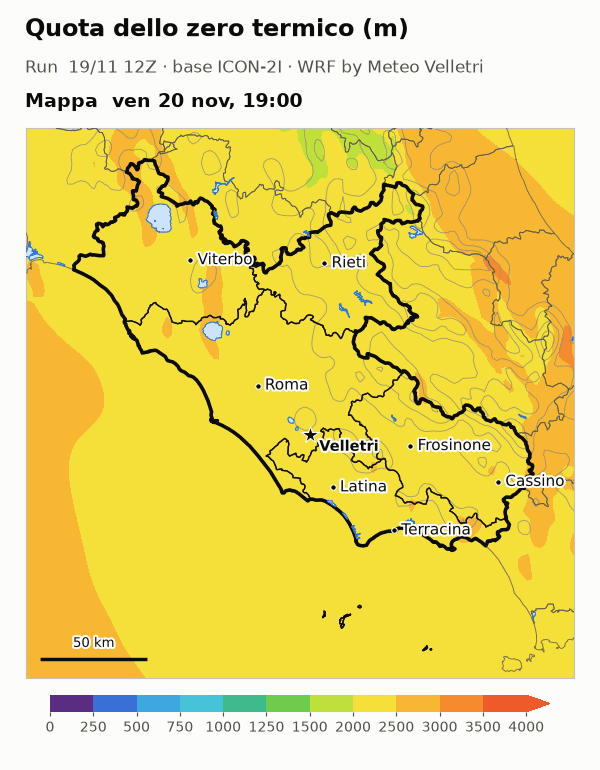 Quota dello zero termico (m)
Run  19/11 12Z · base ICON-2I · WRF by Meteo Velletri
Mappa  ven 20 nov, 19:00
Viterbo
Rieti
Roma
Velletri
Frosinone
Cassino
Latina
Terracina
50 km
0 250 500 750 1000 1250 1500 2000 2500 3000 3500 4000